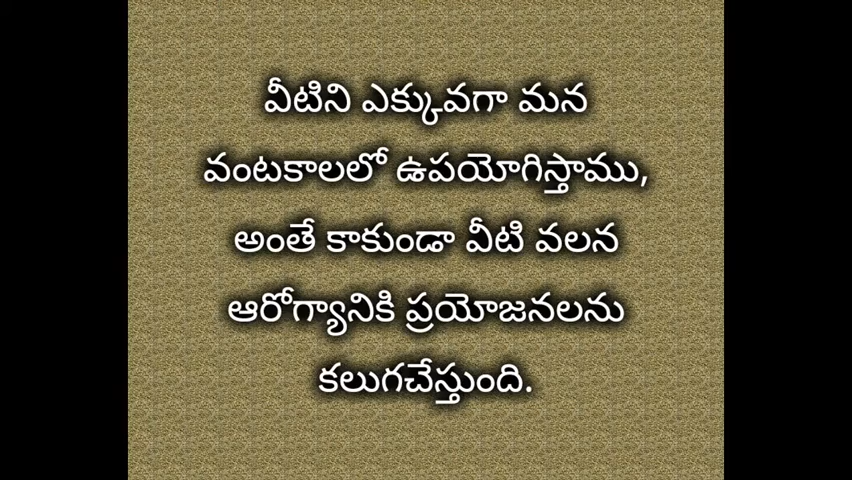 వీటిని ఎక్కువగా మన
వంటకాలలో ఉపయోగిస్తాము,
అంతే కాకుండా వీటి వలన
ఆరోగ్యానికి ప్రయోజనలను
కలుగచేస్తుంది.